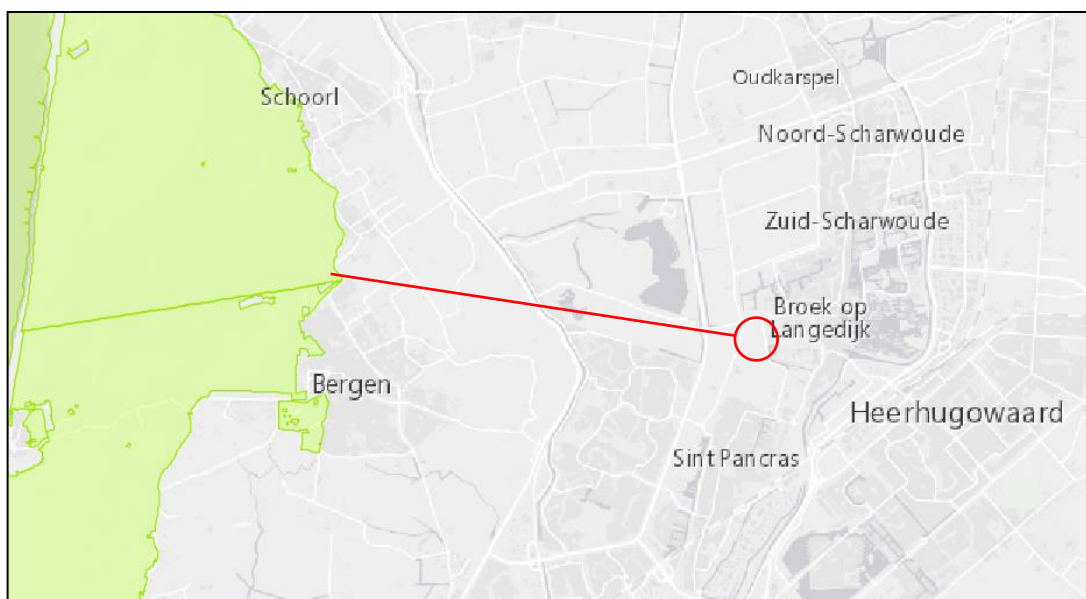 Oudkarspel
Schoorl
Noord-Scharwoude
Zuid-Scharwoude
Broek op
Langedijk
Bergen
Heerhugowaard
Sint Pancras